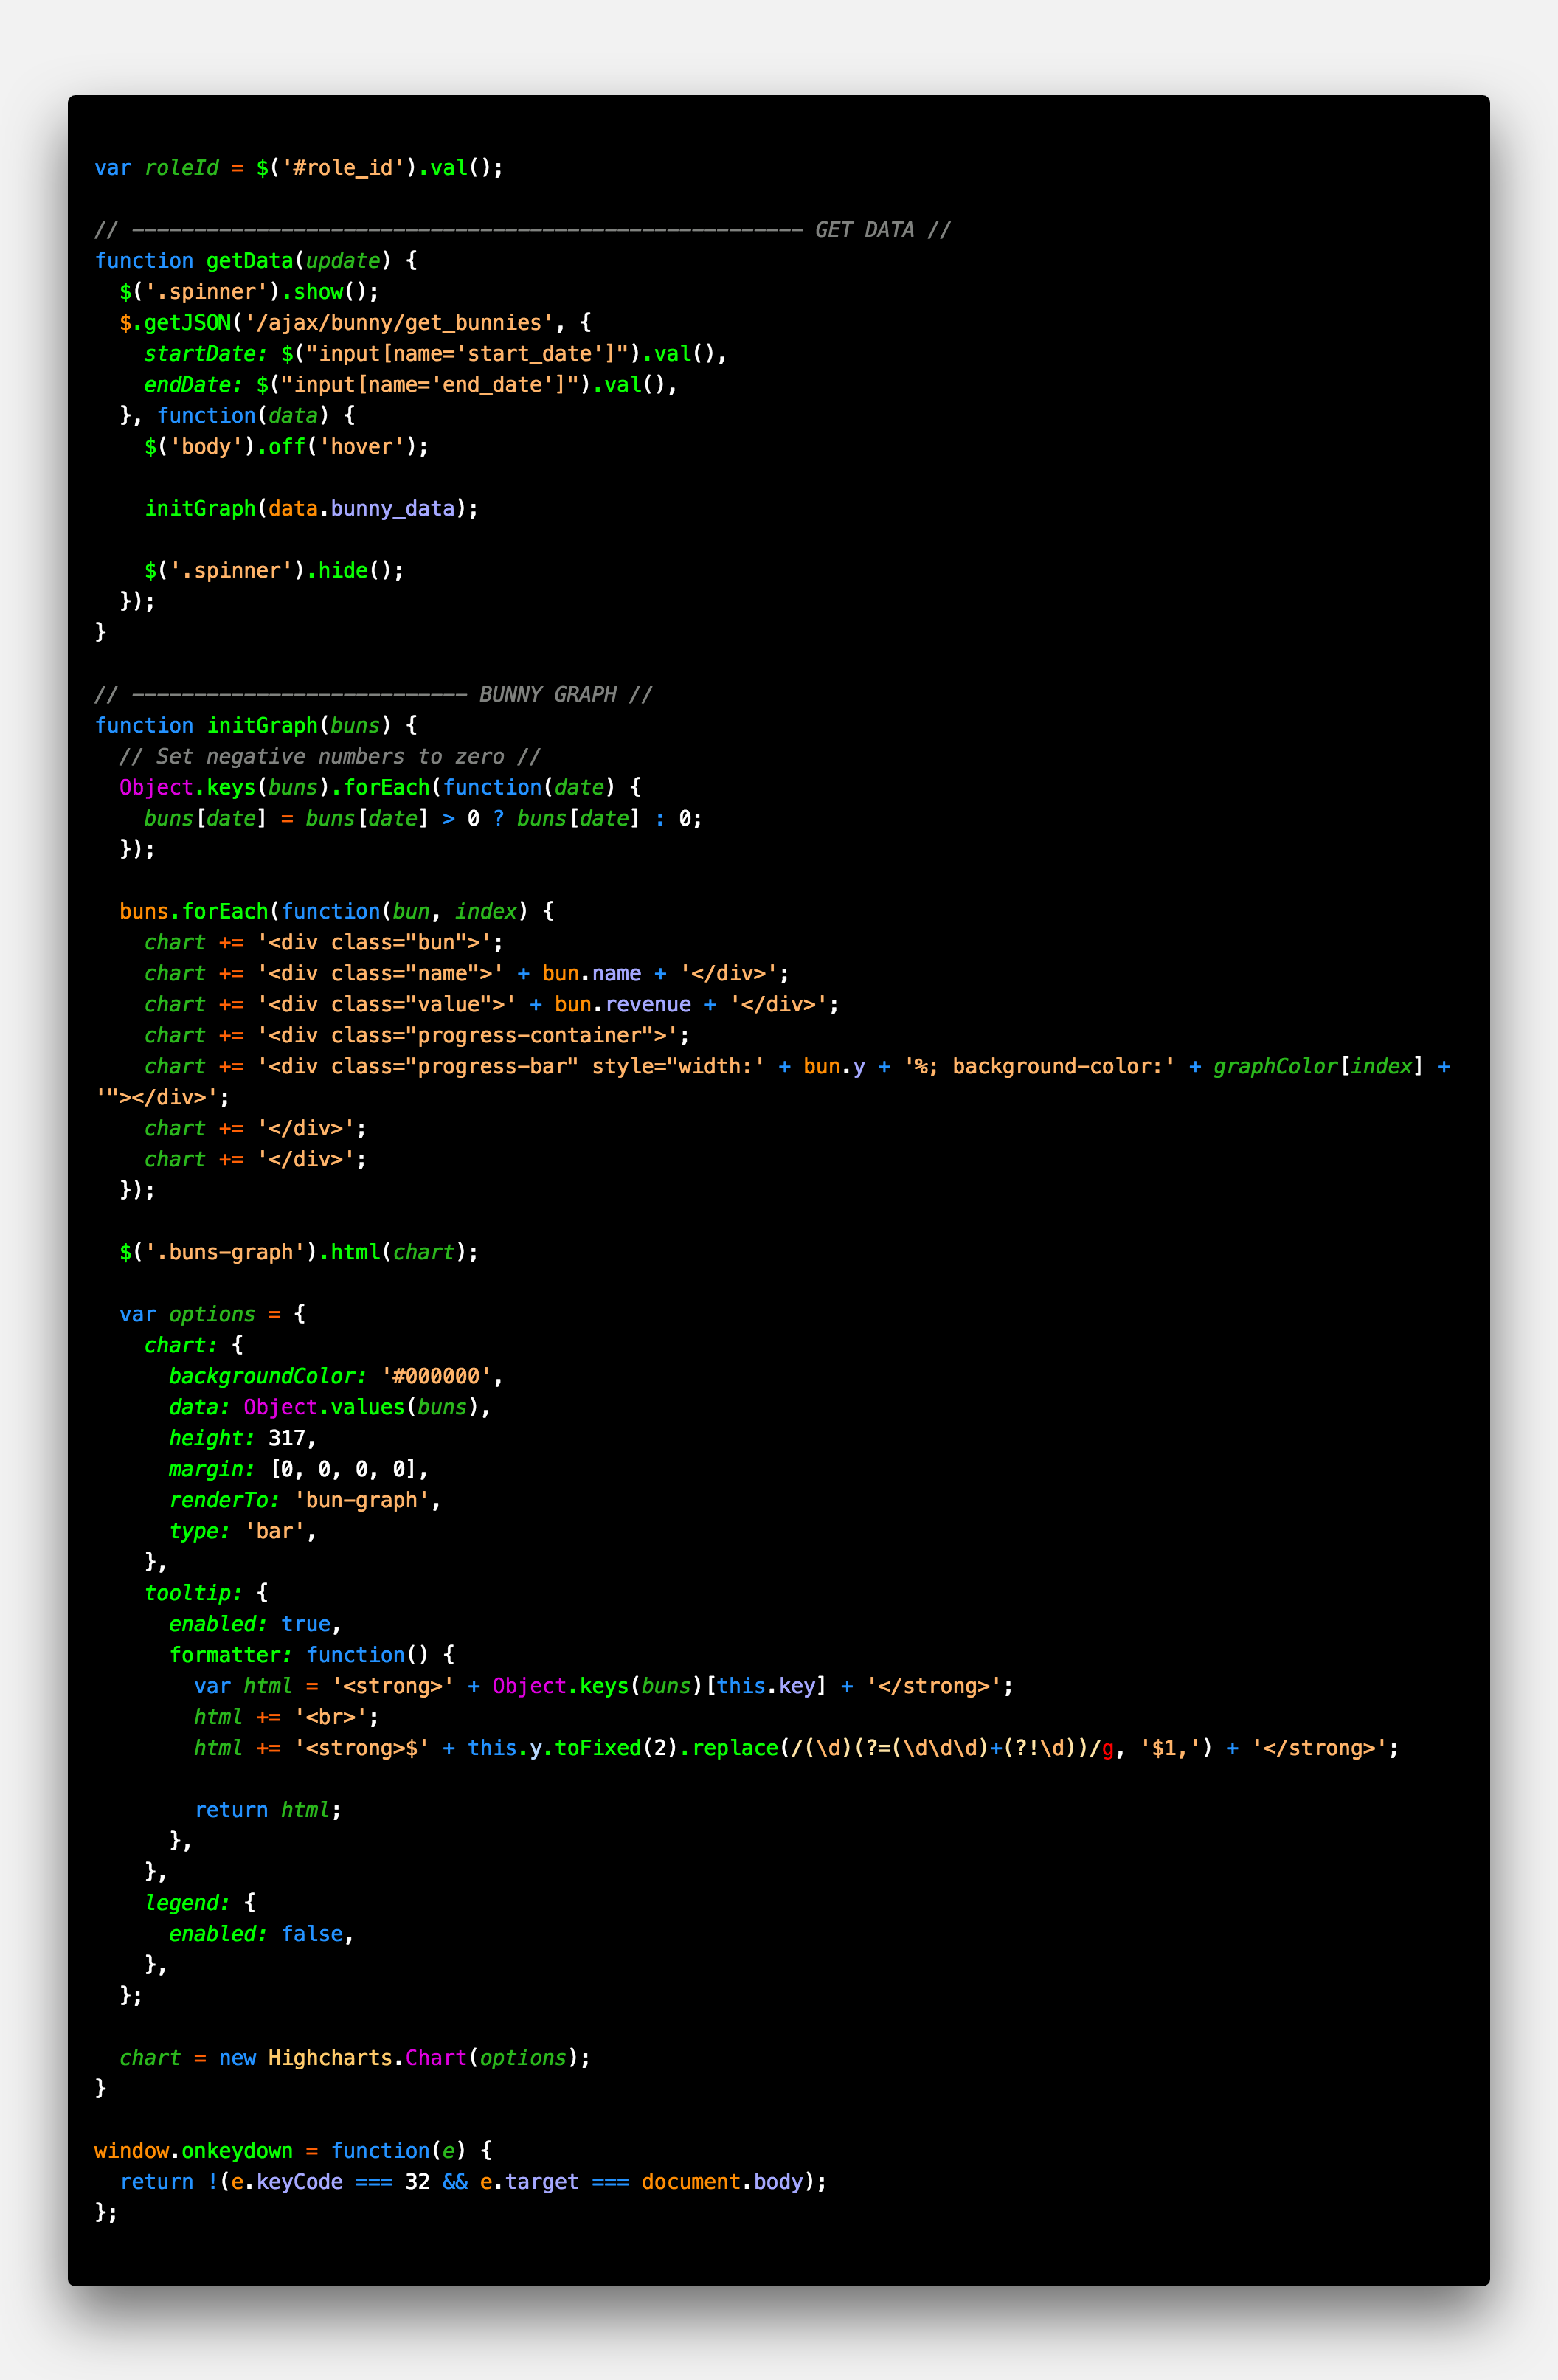 var roleId = $('#role_id').val();
// ------------------------------------------------------ GET DATA //
function getData(update) {
  $('.spinner').show();
  $.getJSON('/ajax/bunny/get_bunnies', {
    startDate: $("input[name='start_date']").val(),
    endDate: $("input[name='end_date']").val(),
  }, function(data) {
    $('body').off('hover');
    initGraph(data.bunny_data);
    $('.spinner').hide();
  });
}
// --------------------------- BUNNY GRAPH //
function initGraph(buns) {
  // Set negative numbers to zero //
  Object.keys(buns).forEach(function(date) {
    buns[date] = buns[date] > 0 ? buns[date] : 0;
  });
  buns.forEach(function(bun, index) {
    chart += '<div class="bun">';
    chart += '<div class="name">' + bun.name + '</div>';
    chart += '<div class="value">' + bun.revenue + '</div>';
    chart += '<div class="progress-container">';
    chart += '<div class="progress-bar" style="width:' + bun.y + '%; background-color:' + graphColor[index] +
'"></div>';
    chart += '</div>';
    chart += '</div>';
  });
  $('.buns-graph').html(chart);
  var options = {
    chart: {
      backgroundColor: '#000000',
      data: Object.values(buns),
      height: 317,
      margin: [0, 0, 0, 0],
      renderTo: 'bun-graph',
      type: 'bar',
    },
    tooltip: {
      enabled: true,
      formatter: function() {
        var html = '<strong>' + Object.keys(buns)[this.key] + '</strong>';
        html += '<br>';
        html += '<strong>$' + this.y.toFixed(2).replace(/(\d)(?=(\d\d\d)+(?!\d))/g, '$1,') + '</strong>';
        return html;
      },
    },
    legend: {
      enabled: false,
    },
  };
  chart = new Highcharts.Chart(options);
}
window.onkeydown = function(e) {
  return !(e.keyCode === 32 && e.target === document.body);
};